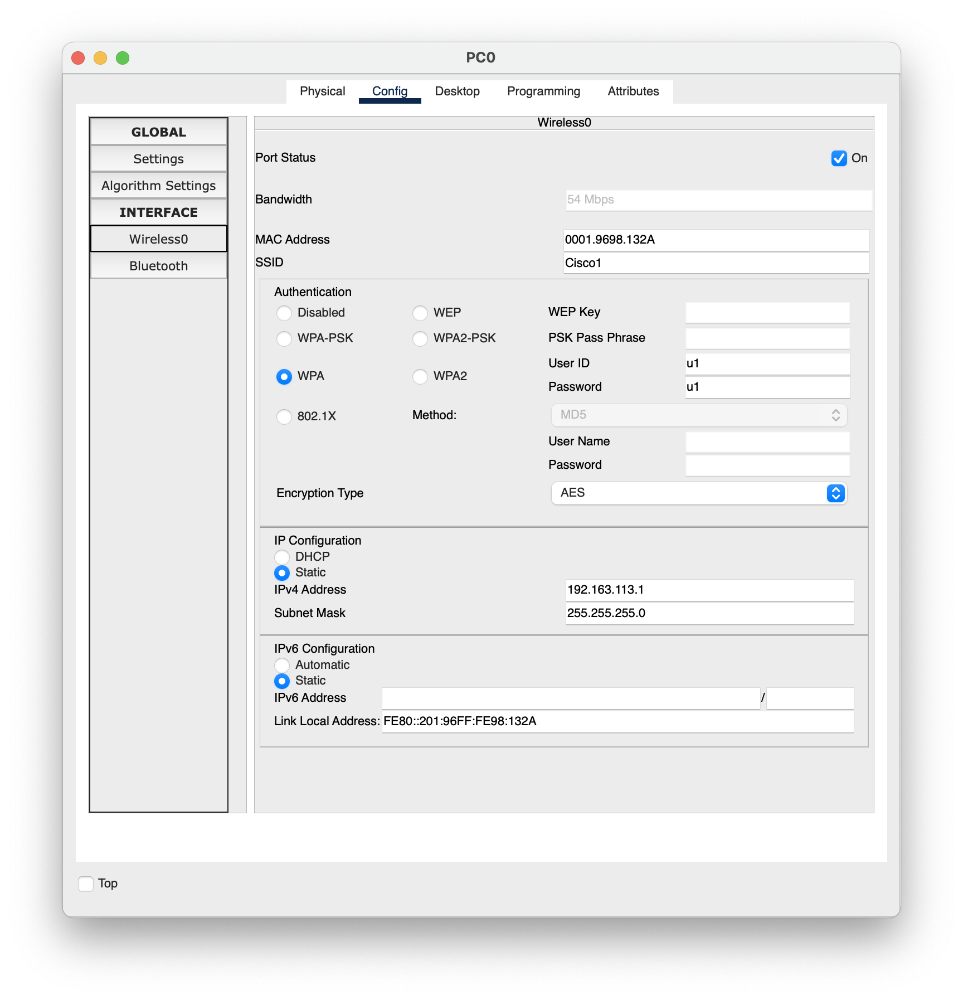 PC0
Physical Config Desktop Programming Attributes
GLOBAL
Settings
Algorithm Settings
INTERFACE
Wireless0
Bluetooth
Wireless0
Port Status On
Bandwidth 54 Mbps
MAC Address 0001.9698.132A
SSID Cisco1
Authentication
Disabled WEP WEP Key
WPA-PSK WPA2-PSK PSK Pass Phrase
User ID u1
WPA WPA2
Password u1
802.1X Method: MD5
User Name
Password
Encryption Type AES
IP Configuration
DHCP
Static
IPv4 Address 192.163.113.1
Subnet Mask 255.255.255.0
IPv6 Configuration
Automatic
Static
IPv6 Address /
Link Local Address: FE80::201:96FF:FE98:132A
Top